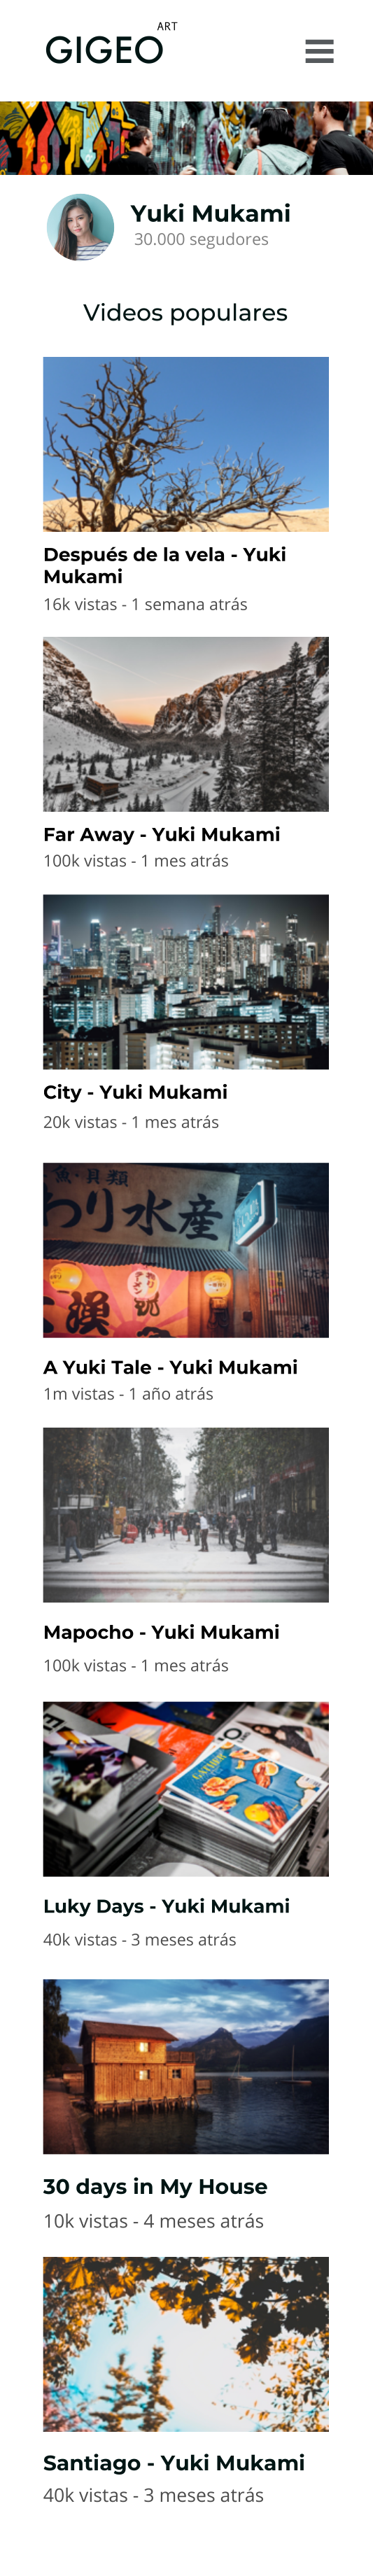 ART
GIGEO
Yuki Mukami
30.000 segudores
Videos populares
Después de la vela - Yuki
Mukami
16k vistas - 1 semana atrás
Far Away - Yuki Mukami
100k vistas - 1 mes atrás
City - Yuki Mukami
20k vistas - 1 mes atrás
魚・貝類
わり水産
A Yuki Tale - Yuki Mukami
1m vistas - 1 año atrás
Mapocho - Yuki Mukami
100k vistas - 1 mes atrás
GATHER
Luky Days - Yuki Mukami
40k vistas - 3 meses atrás
30 days in My House
10k vistas - 4 meses atrás
Santiago - Yuki Mukami
40k vistas - 3 meses atrás